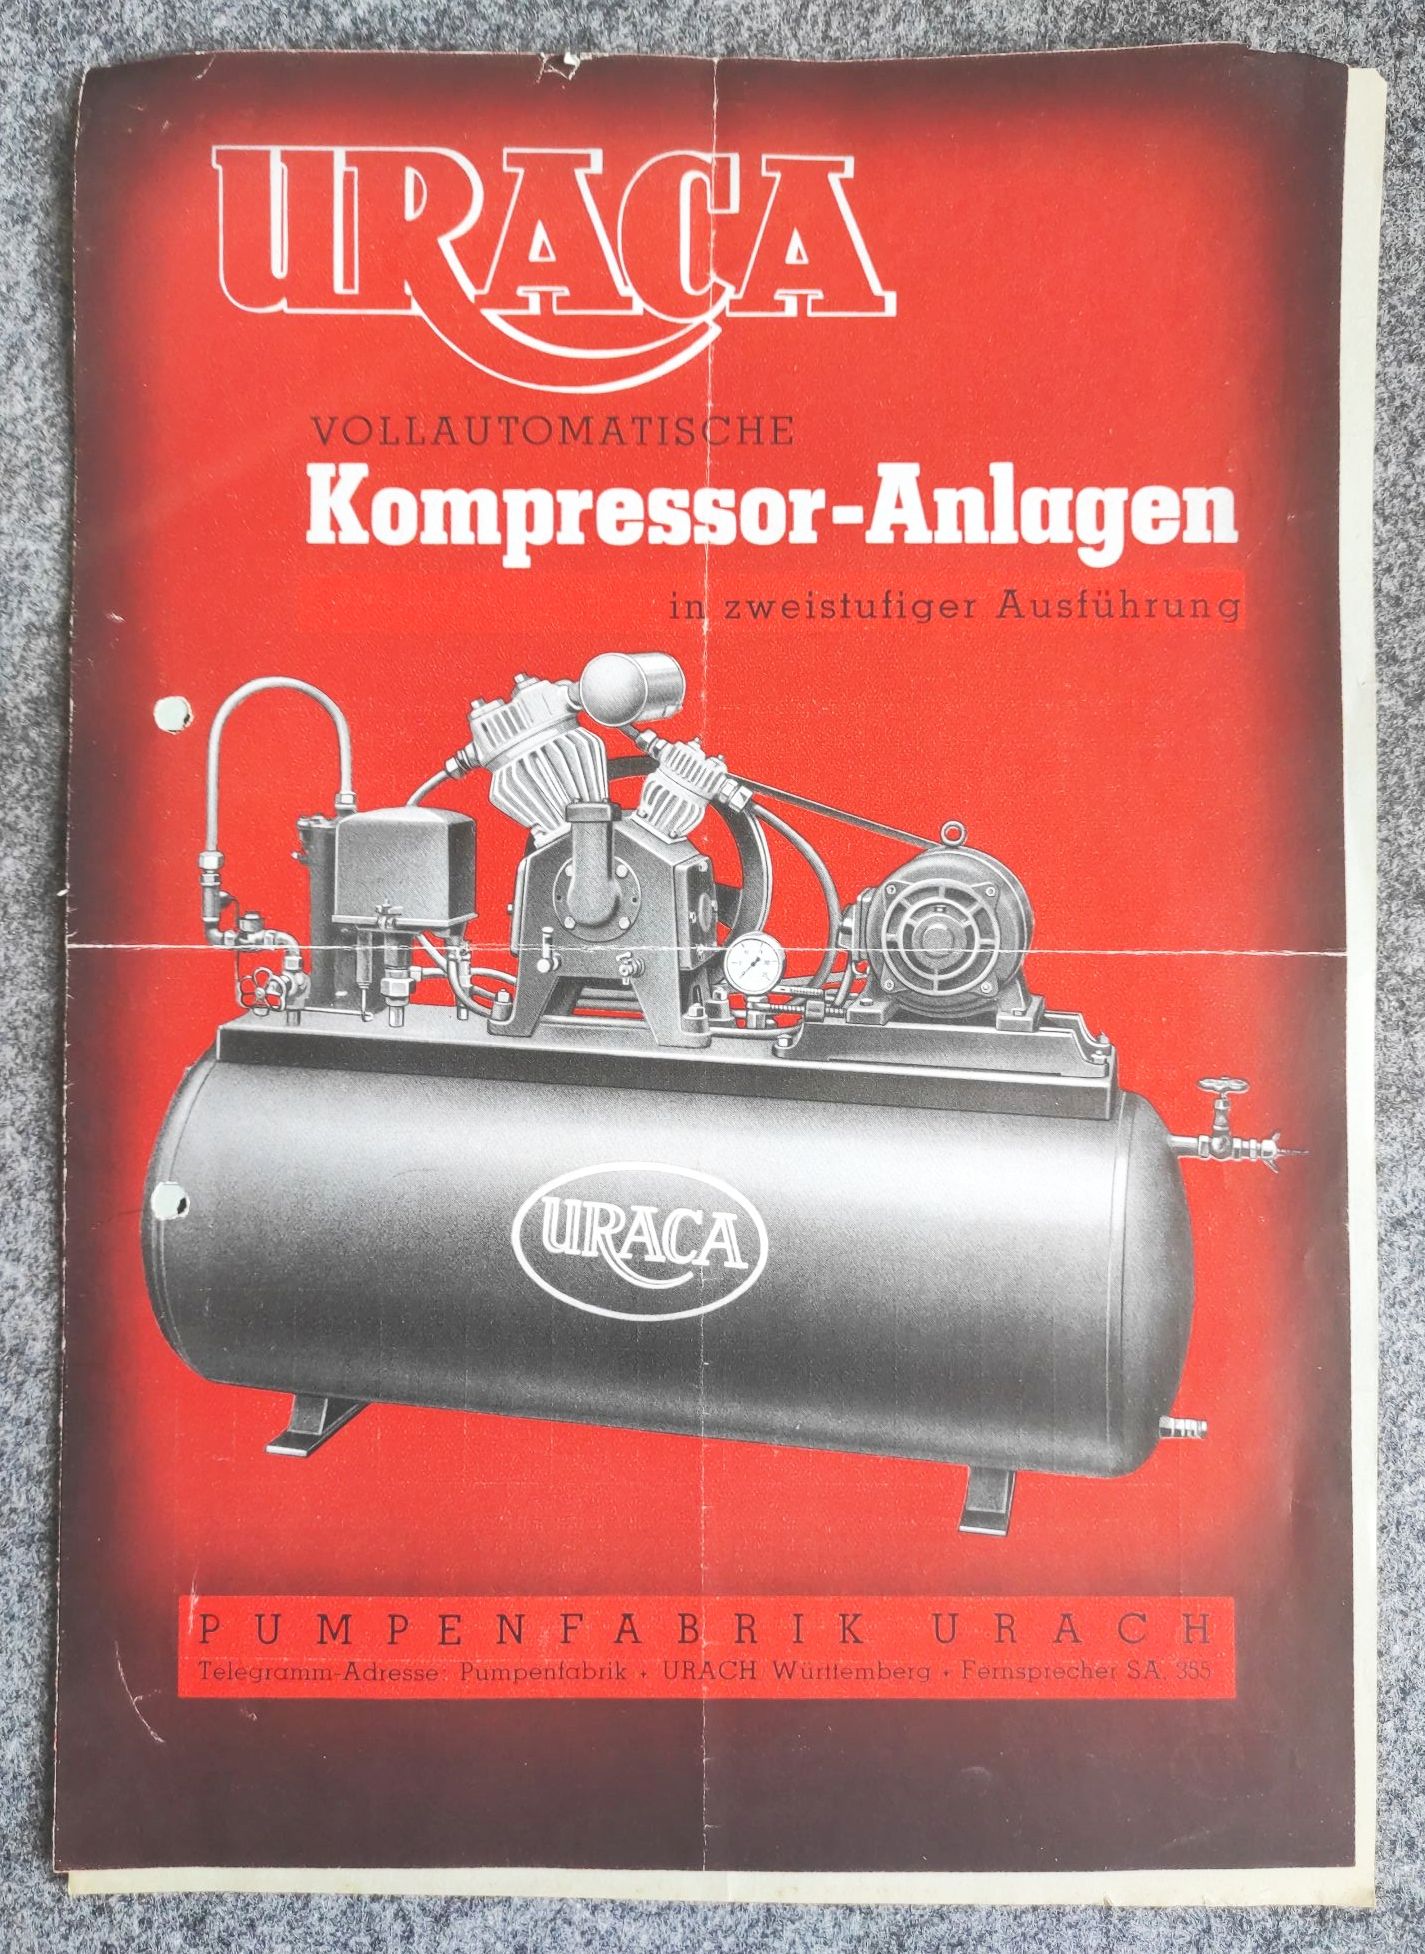 URACA
VOLLAUTOMATISCHE
Kompressor-Anlagen
in zweistufiger Ausführung
URACA
PUMPENFABRIK URACH
Telegramm-Adresse: Pumpenfabrik + URACH Württemberg + Fernsprecher SA. 355